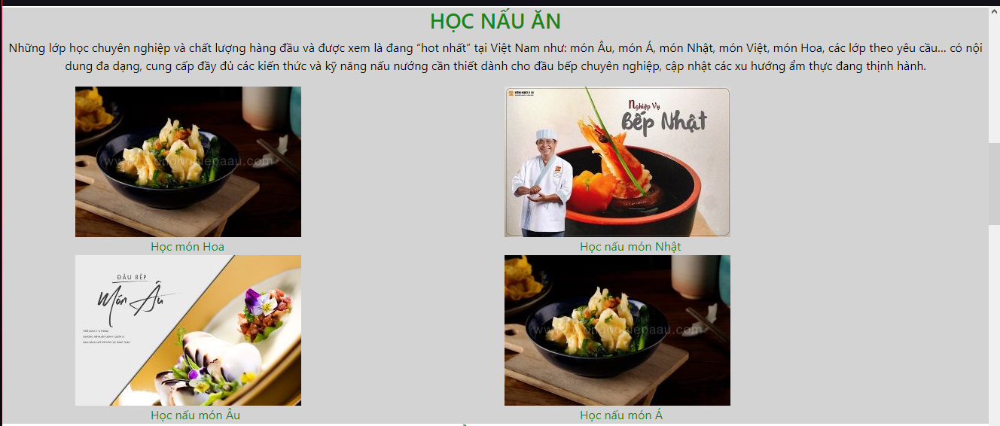 HỌC NẤU ĂN
Những lớp học chuyên nghiệp và chất lượng hàng đầu và được xem là đang “hot nhất” tại Việt Nam như: món Âu, món Á, món Nhật, món Việt, món Hoa, các lớp theo yêu cầu... có nội
dung đa dạng, cung cấp đầy đủ các kiến thức và kỹ năng nấu nướng cần thiết dành cho đầu bếp chuyên nghiệp, cập nhật các xu hướng ẩm thực đang thịnh hành.
Nghiệp Vụ
Bếp Nhật
Học món Hoa
Học nấu món Nhật
ĐẦU BẾP
Món Âu
Học nấu món Âu
Học nấu món Á